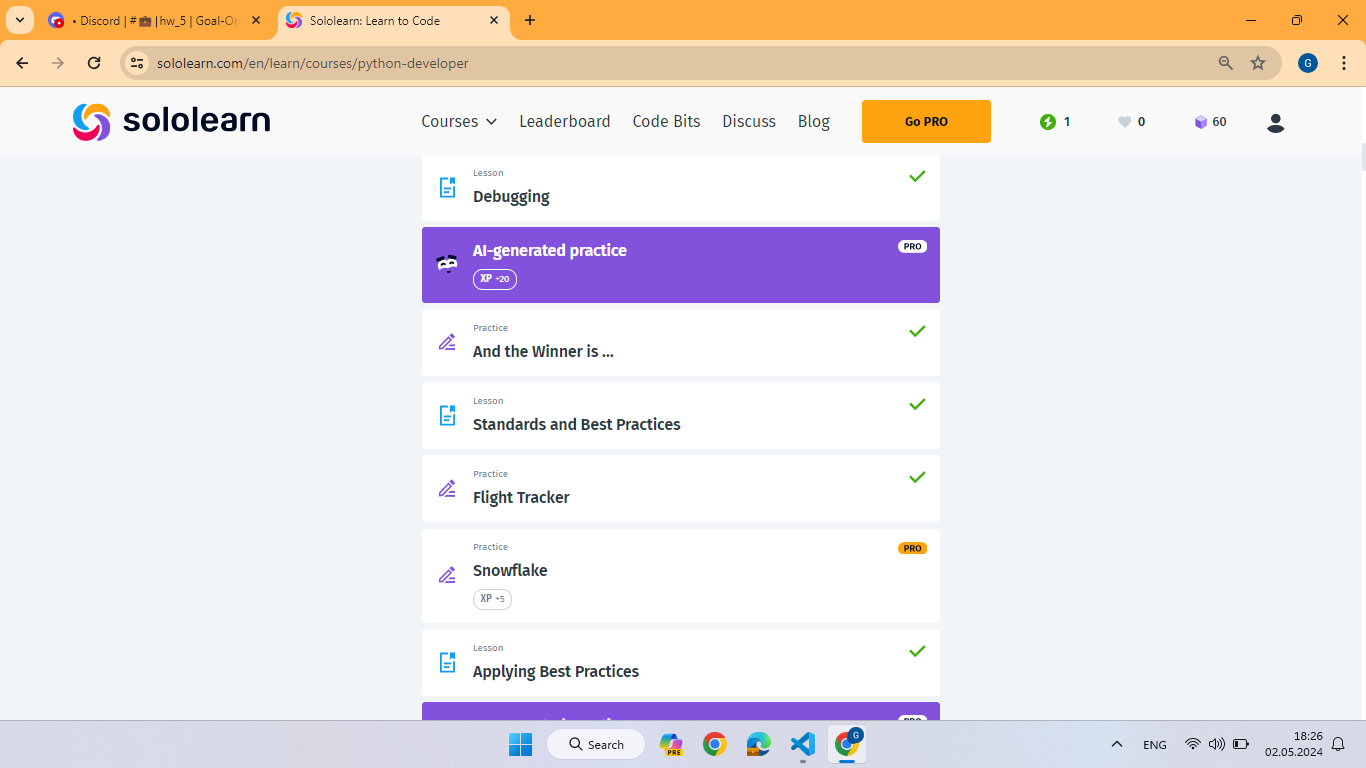 • Discord | # 💼 | hw_5 | Goal-Or
Sololearn: Learn to Code
sololearn.com/en/learn/courses/python-developer
G
sololearn
Courses
Leaderboard
Code Bits
Discuss
Blog
Go PRO
1
0
60
Lesson
Debugging
AI-generated practice
PRO
XP +20
Practice
And the Winner is ...
Lesson
Standards and Best Practices
Practice
Flight Tracker
Practice
PRO
Snowflake
XP +5
Lesson
Applying Best Practices
Search
PRE
G
ENG
18:26
02.05.2024